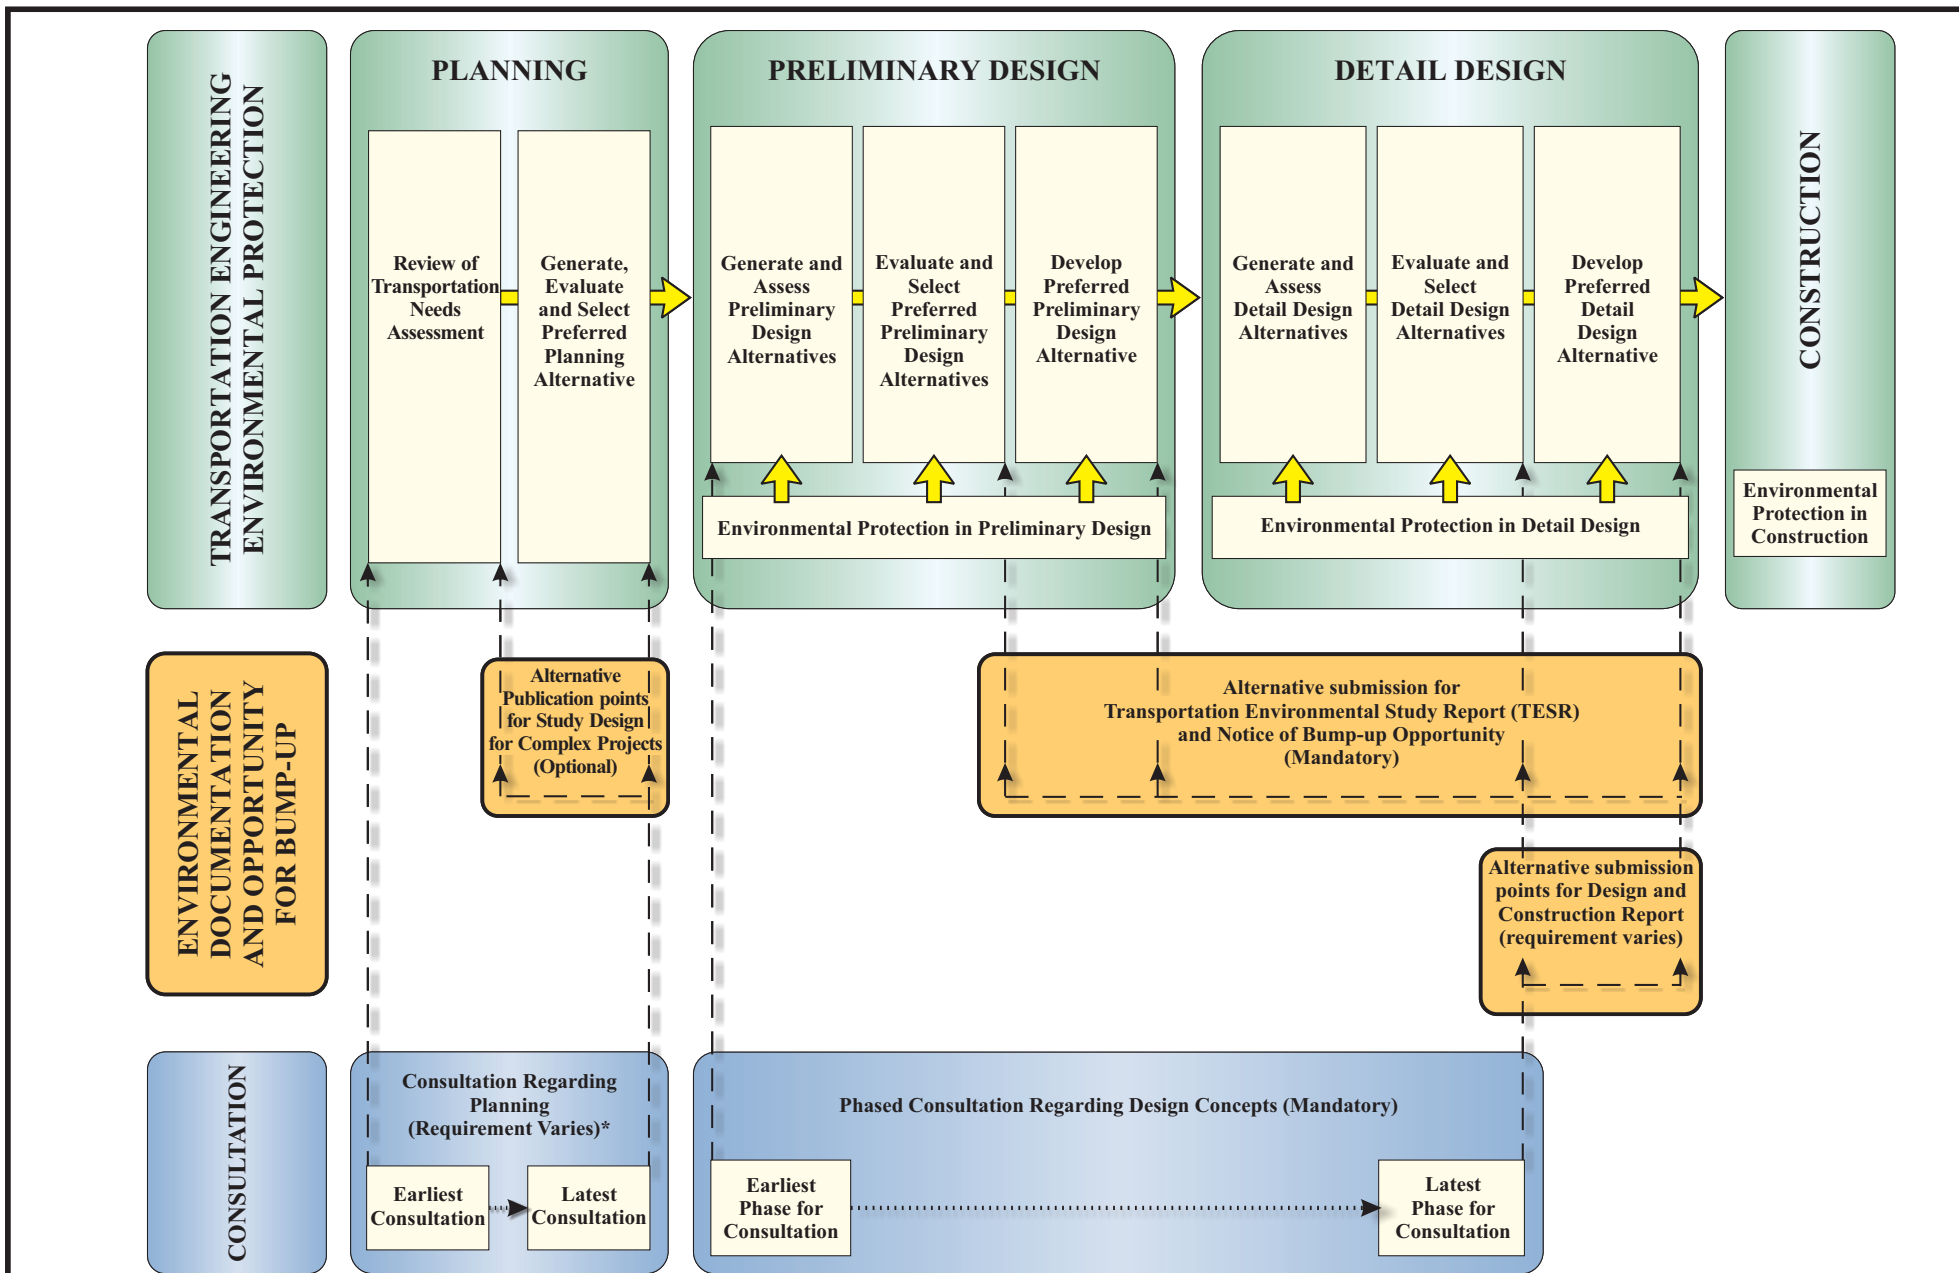 TRANSPORTATION ENGINEERING
ENVIRONMENTAL PROTECTION
PLANNING
Review of
Transportation
Needs
Assessment
Generate,
Evaluate
and Select
Preferred
Planning
Alternative
PRELIMINARY DESIGN
Generate and
Assess
Preliminary
Design
Alternatives
Evaluate and
Select
Preferred
Preliminary
Design
Alternatives
Develop
Preferred
Preliminary
Design
Alternative
Environmental Protection in Preliminary Design
DETAIL DESIGN
Generate and
Assess
Detail Design
Alternatives
Evaluate and
Select
Detail Design
Alternatives
Develop
Preferred
Detail
Design
Alternative
Environmental Protection in Detail Design
CONSTRUCTION
Environmental
Protection in
Construction
ENVIRONMENTAL
DOCUMENTATION
AND OPPORTUNITY
FOR BUMP-UP
Alternative
Publication points
for Study Design
for Complex Projects
(Optional)
Alternative submission for
Transportation Environmental Study Report (TESR)
and Notice of Bump-up Opportunity
(Mandatory)
Alternative submission
points for Design and
Construction Report
(requirement varies)
CONSULTATION
Consultation Regarding
Planning
(Requirement Varies)*
Earliest
Consultation
Latest
Consultation
Phased Consultation Regarding Design Concepts (Mandatory)
Earliest
Phase for
Consultation
Latest
Phase for
Consultation